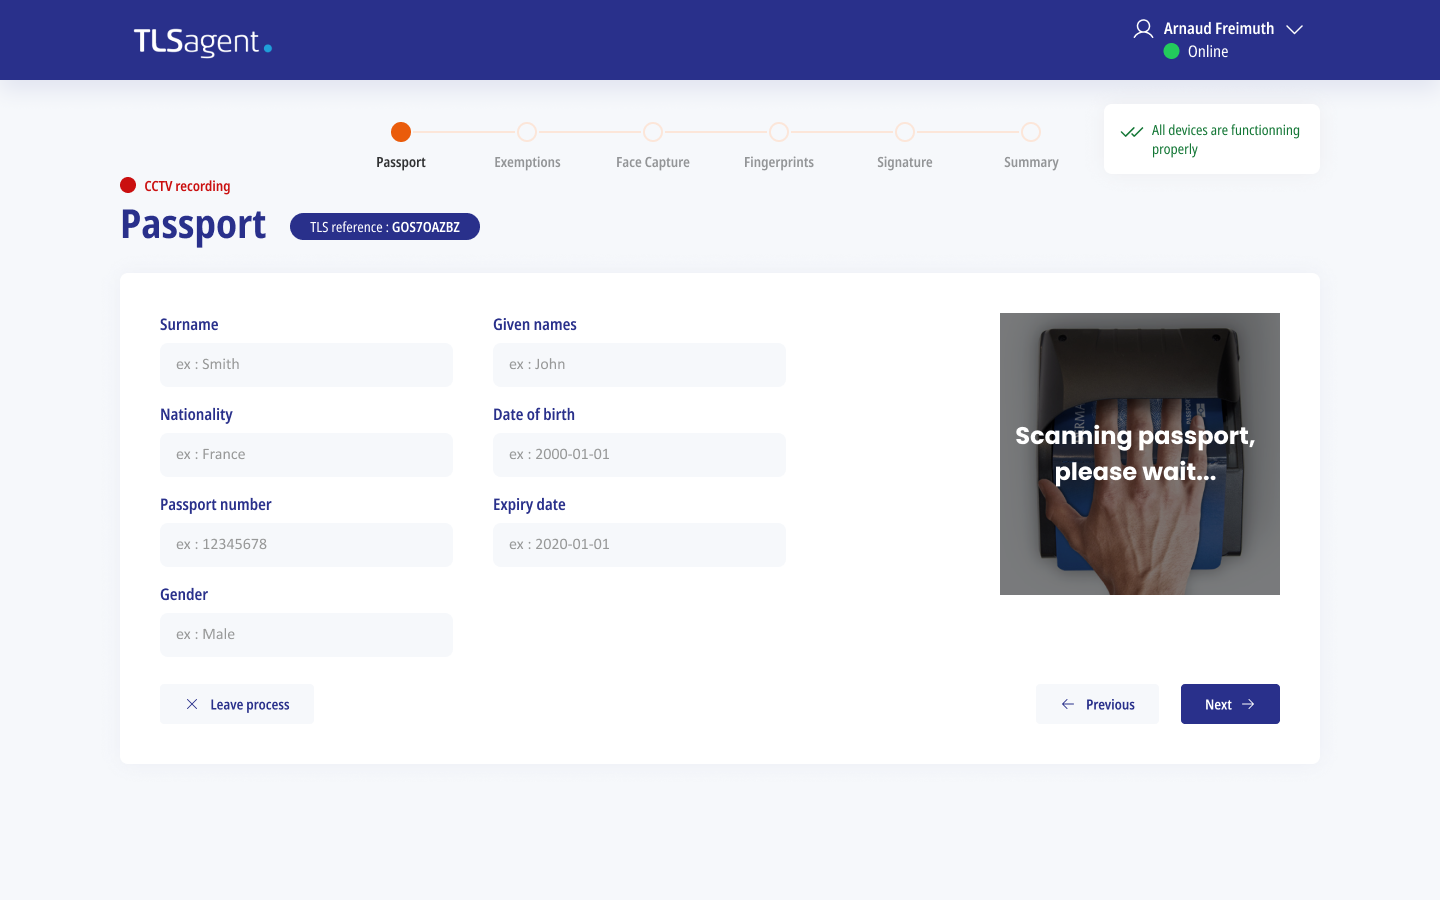 TLSagent.
Arnaud Freimuth
Online
Passport
Exemptions
Face Capture
Fingerprints
Signature
Summary
All devices are functionning
properly
CCTV recording
Passport
TLS reference : GOS7OAZBZ
Surname
ex : Smith
Given names
ex : John
Nationality
ex : France
Date of birth
ex : 2000-01-01
Passport number
ex : 12345678
Expiry date
ex : 2020-01-01
Gender
ex : Male
Scanning passport,
please wait...
Leave process
Previous
Next